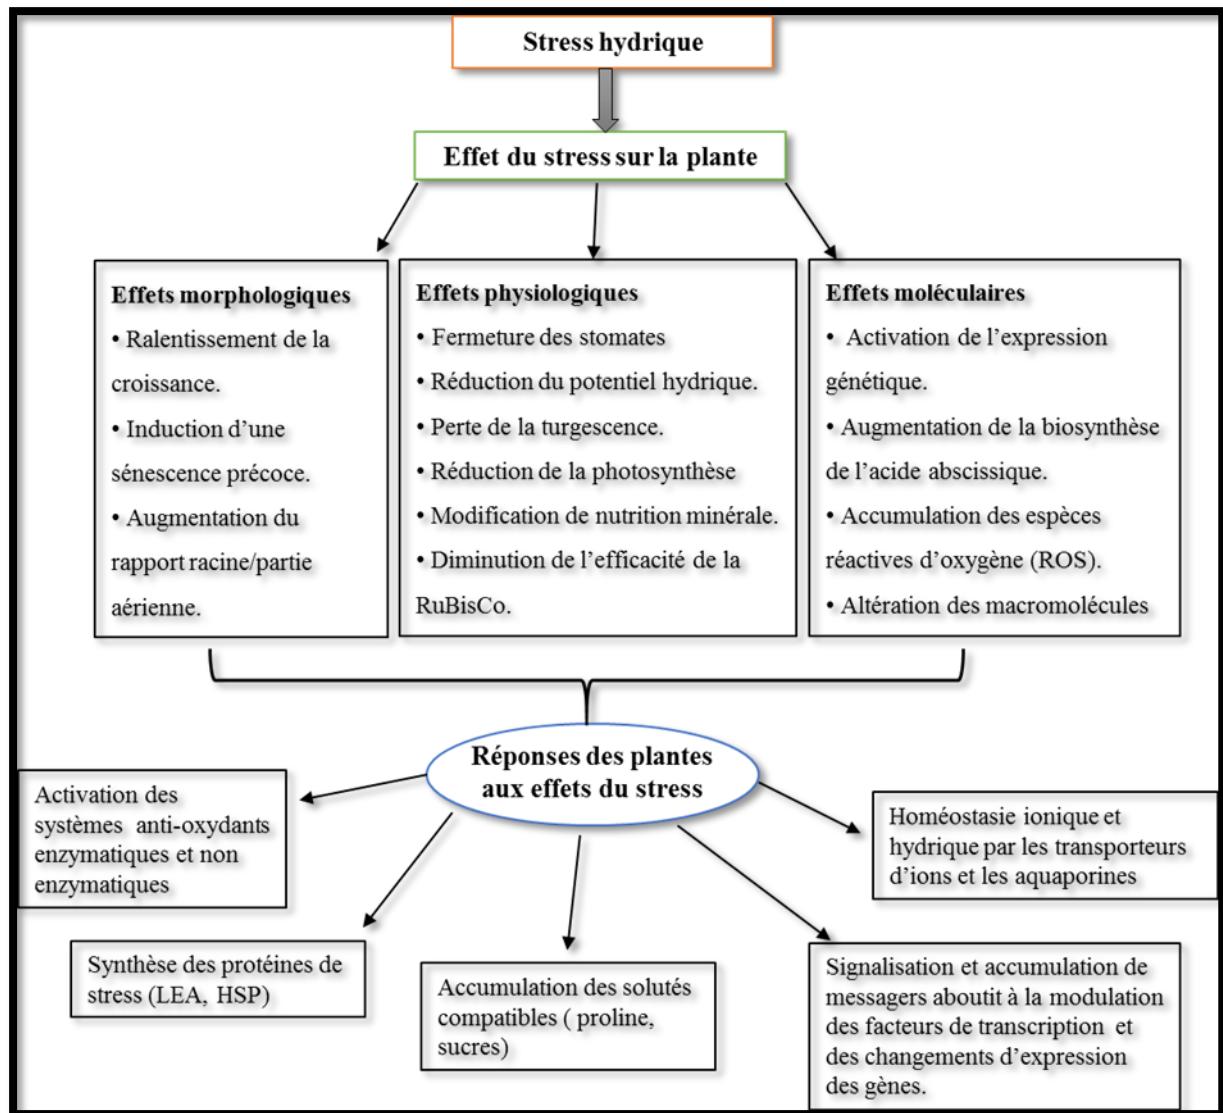 Stress hydrique
Effet du stress sur la plante
Effets morphologiques
• Ralentissement de la
croissance.
• Induction d’une
sénescence précoce.
• Augmentation du
rapport racine/partie
aérienne.
Effets physiologiques
• Fermeture des stomates
• Réduction du potentiel hydrique.
• Perte de la turgescence.
• Réduction de la photosynthèse
• Modification de nutrition minérale.
• Diminution de l’efficacité de la
RuBisCo.
Effets moléculaires
• Activation de l’expression
génétique.
• Augmentation de la biosynthèse
de l’acide abscissique.
• Accumulation des espèces
réactives d’oxygène (ROS).
• Altération des macromolécules
Réponses des plantes
aux effets du stress
Activation des
systèmes anti-oxydants
enzymatiques et non
enzymatiques
Synthèse des protéines de
stress (LEA, HSP)
Accumulation des solutés
compatibles ( proline,
sucres)
Signalisation et accumulation de
messagers aboutit à la modulation
des facteurs de transcription et
des changements d’expression
des gènes.
Homéostasie ionique et
hydrique par les transporteurs
d’ions et les aquaporines